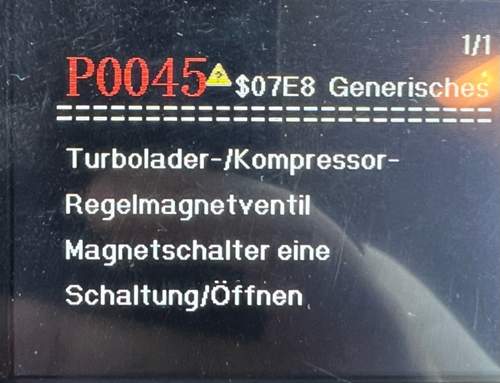 1/1
P0045 $07E8 Generisches
Turbolader-/Kompressor-
Regelmagnetventil
Magnetschalter eine
Schaltung/Öffnen